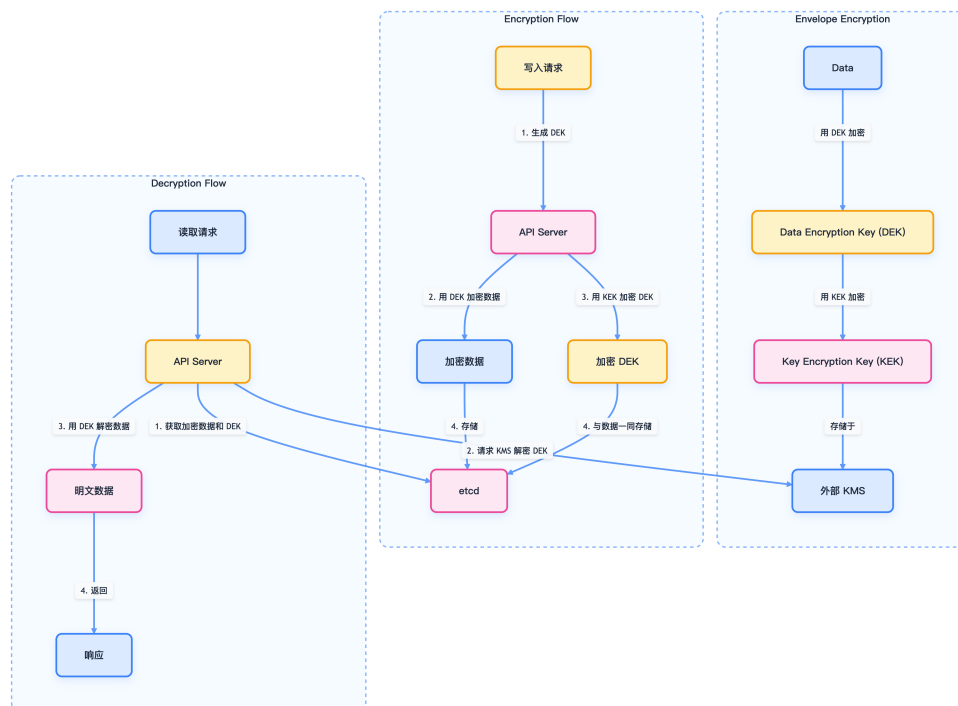 Encryption Flow
Envelope Encryption
写入请求
Data
1. 生成 DEK
用 DEK 加密
Decryption Flow
读取请求
API Server
Data Encryption Key (DEK)
2. 用 DEK 加密数据
3. 用 KEK 加密 DEK
用 KEK 加密
API Server
加密数据
加密 DEK
Key Encryption Key (KEK)
3. 用 DEK 解密数据
1. 获取加密数据和 DEK
4. 存储
4. 与数据一同存储
存储于
2. 请求 KMS 解密 DEK
明文数据
etcd
外部 KMS
4. 返回
响应